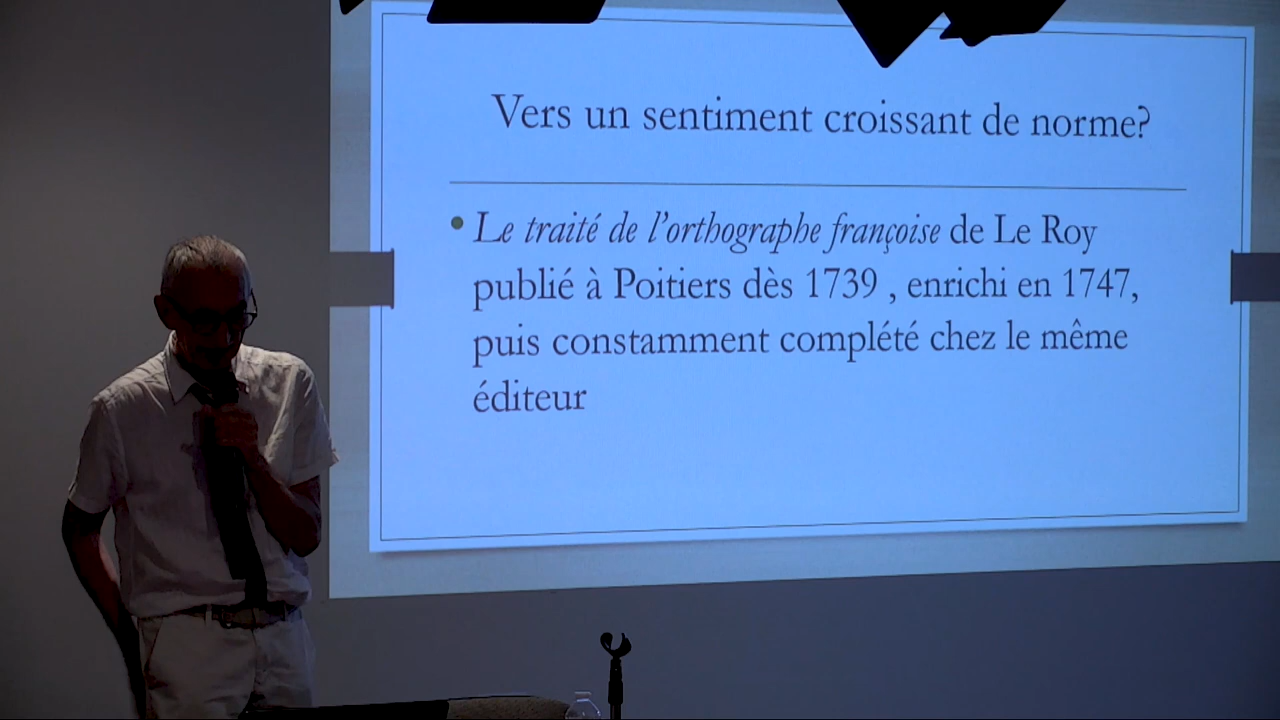 Vers un sentiment croissant de norme?
• Le traité de l'orthographe françoise de Le Roy
publié à Poitiers dès 1739 , enrichi en 1747,
puis constamment complété chez le même
éditeur